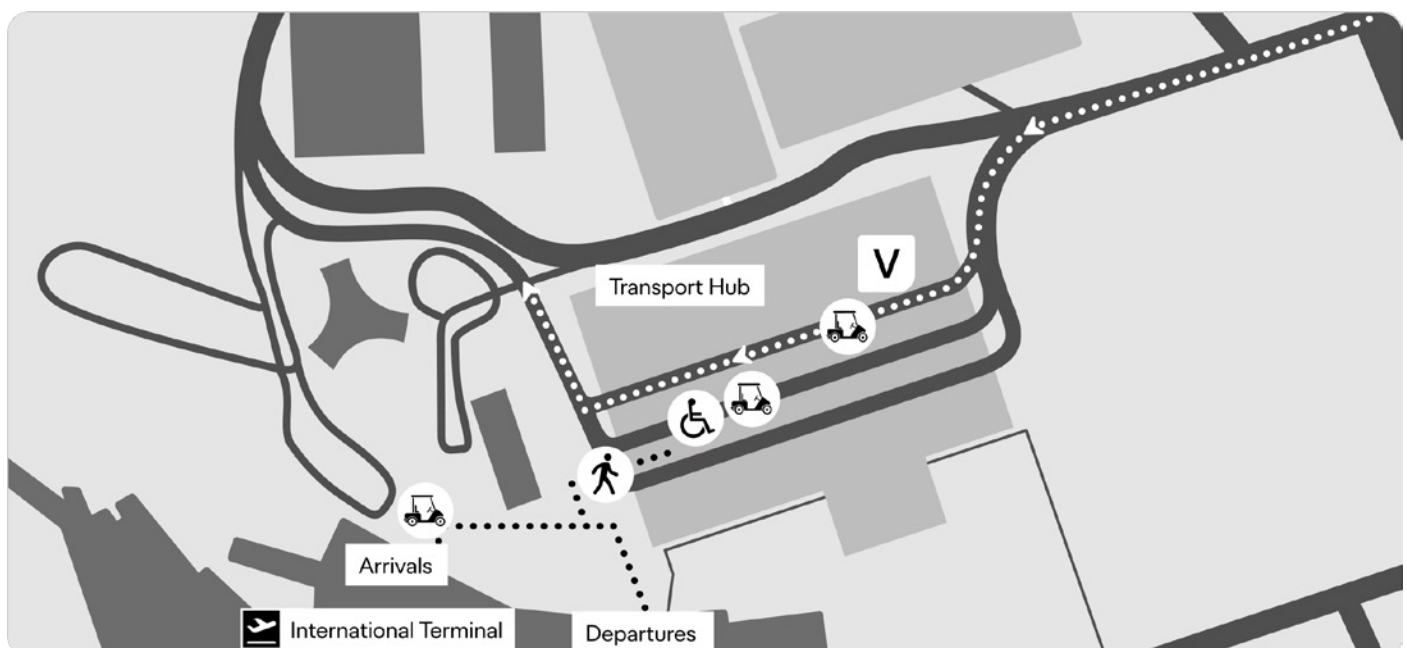 V
Transport Hub
Arrivals
International Terminal
Departures